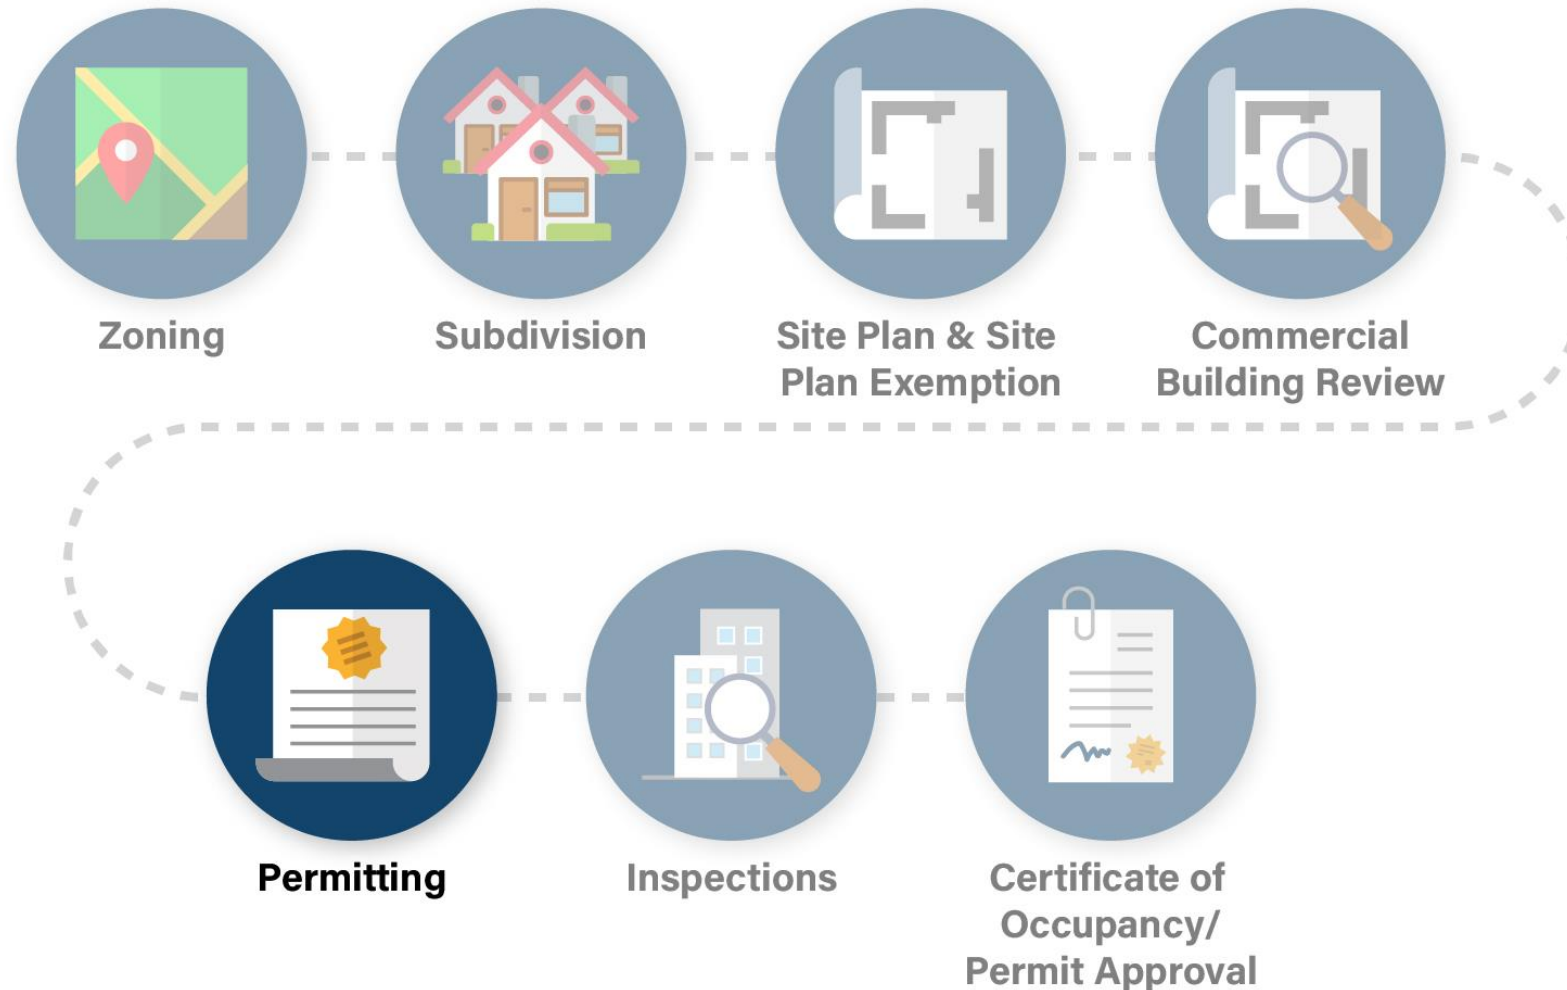 Zoning
Subdivision
Site Plan & Site
Plan Exemption
Commercial
Building Review
Permitting
Inspections
Certificate of
Occupancy/
Permit Approval